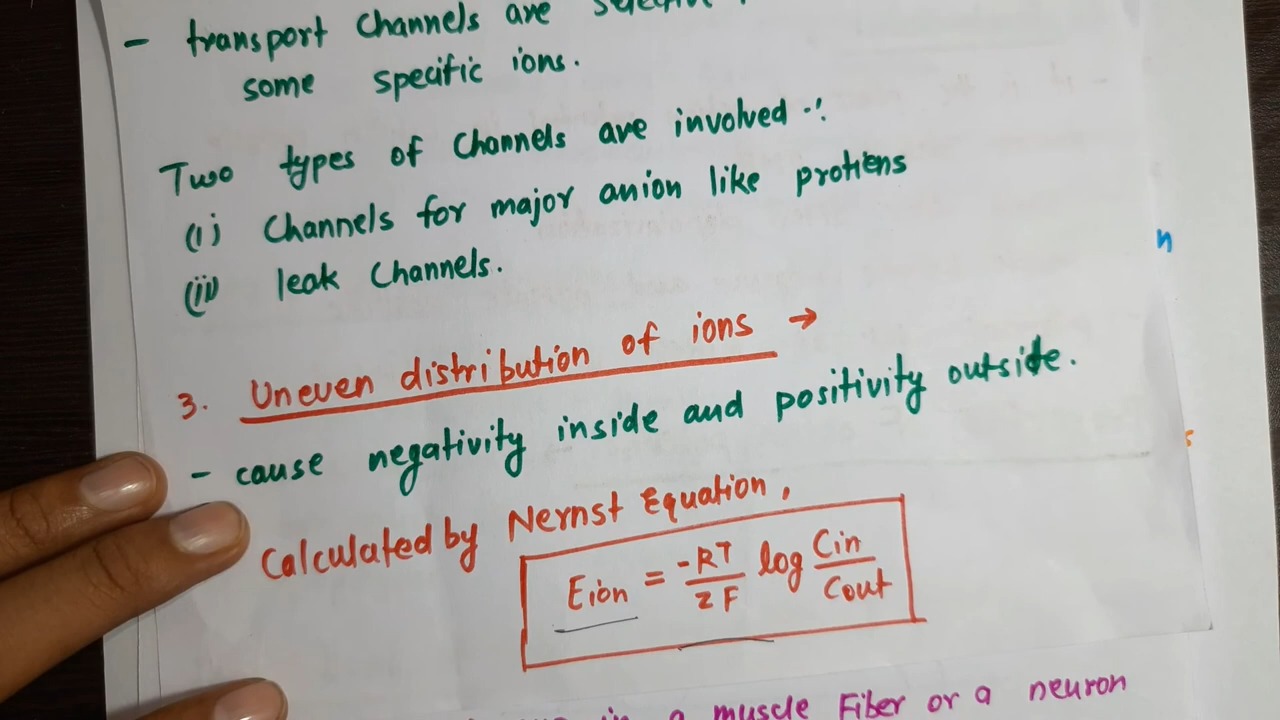 - transport channels are selective
some specific ions.
Two types of channels are involved :
(i) Channels for major anion like protiens
(ii) leak Channels.
3. Uneven distribution of ions →
- cause negativity inside and positivity outside.
Calculated by Nernst Equation,
Eion = -RT/zF log Cin/Cout
in a muscle Fiber or a neuron